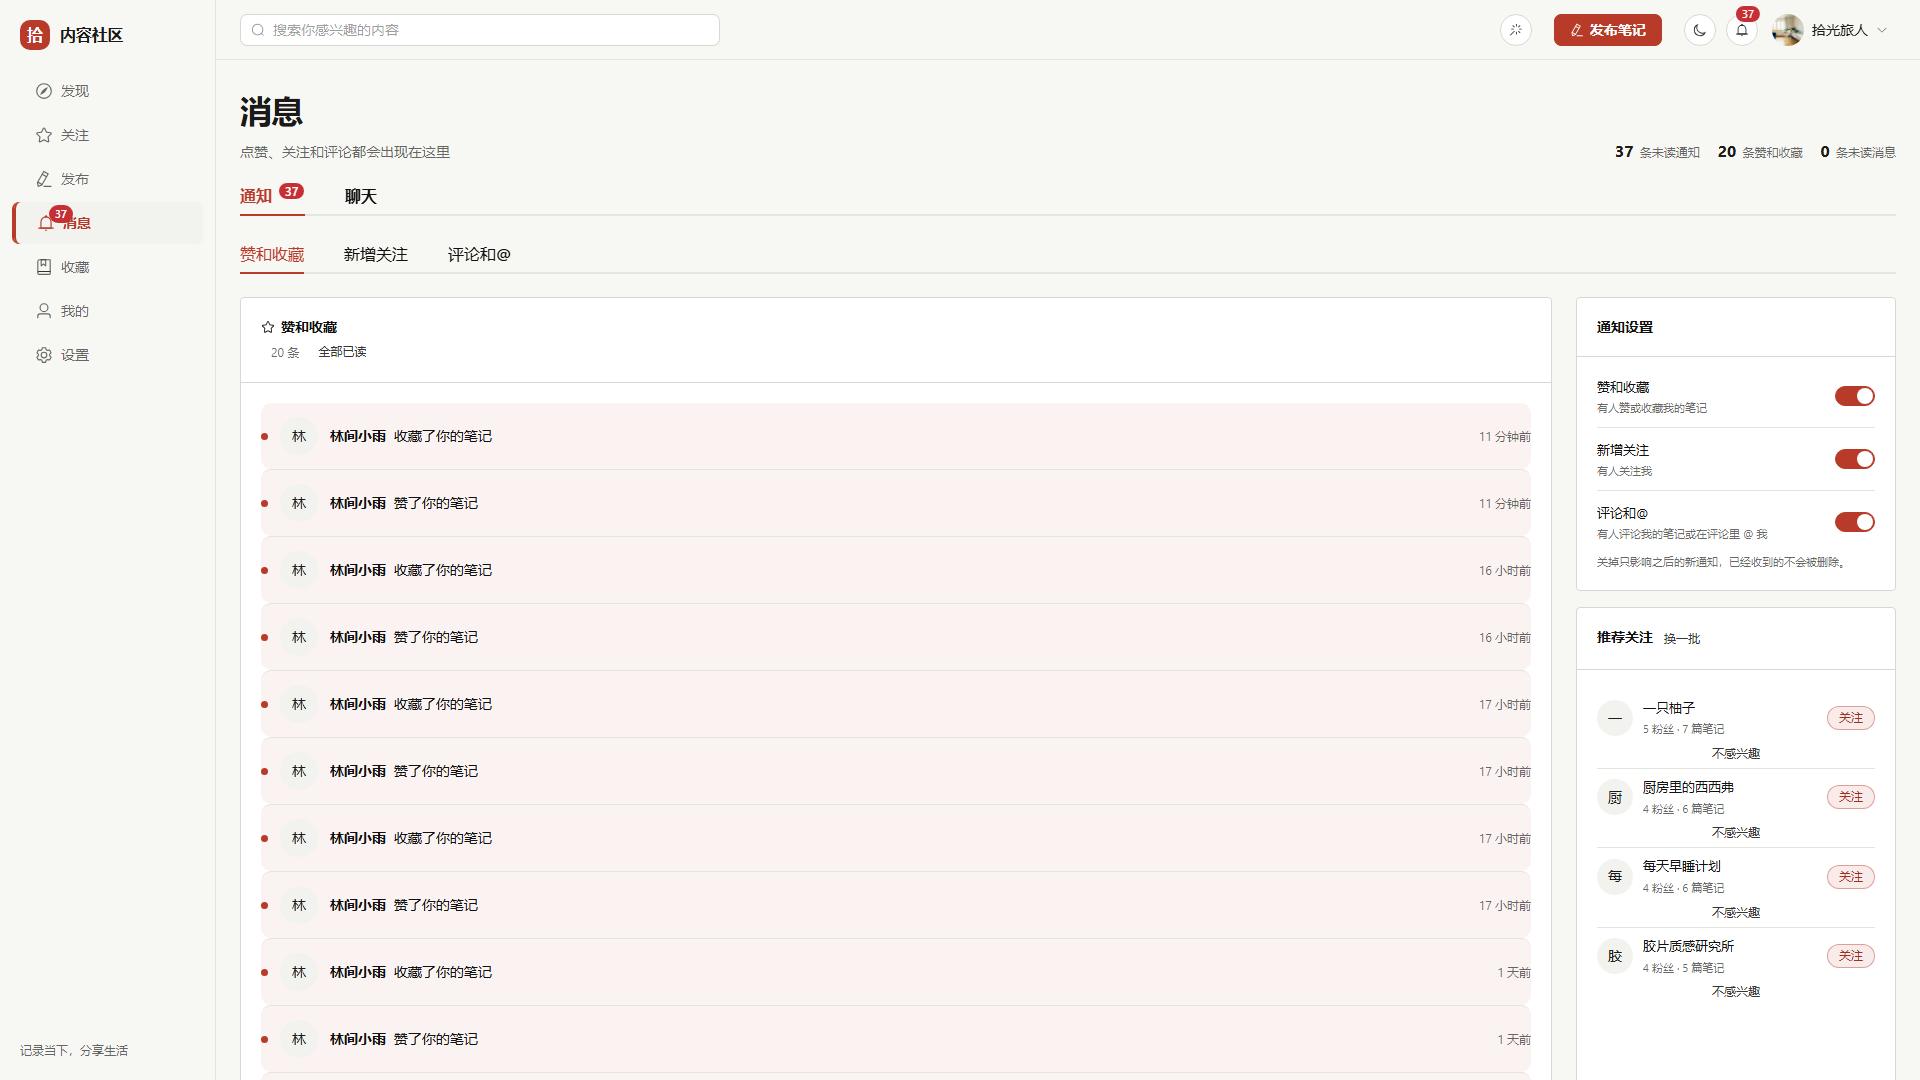 拾 内容社区
搜索你感兴趣的内容
发布笔记
37
拾光旅人
发现
关注
发布
37
消息
收藏
我的
设置
记录当下，分享生活
消息
点赞、关注和评论都会出现在这里
37 条未读通知 20 条赞和收藏 0 条未读消息
通知 37 聊天
赞和收藏 新增关注 评论和@
赞和收藏
20 条 全部已读
林 林间小雨 收藏了你的笔记 11 分钟前
林 林间小雨 赞了你的笔记 11 分钟前
林 林间小雨 收藏了你的笔记 16 小时前
林 林间小雨 赞了你的笔记 16 小时前
林 林间小雨 收藏了你的笔记 17 小时前
林 林间小雨 赞了你的笔记 17 小时前
林 林间小雨 收藏了你的笔记 17 小时前
林 林间小雨 赞了你的笔记 17 小时前
林 林间小雨 收藏了你的笔记 1 天前
林 林间小雨 赞了你的笔记 1 天前
通知设置
赞和收藏
有人赞或收藏我的笔记
新增关注
有人关注我
评论和@
有人评论我的笔记或在评论里 @ 我
关掉只影响之后的新通知，已经收到的不会被删除。
推荐关注 换一批
一 一只柚子 关注
5 粉丝 · 7 篇笔记
不感兴趣
厨 厨房里的西西弗 关注
4 粉丝 · 6 篇笔记
不感兴趣
每 每天早睡计划 关注
4 粉丝 · 6 篇笔记
不感兴趣
胶 胶片质感研究所 关注
4 粉丝 · 5 篇笔记
不感兴趣